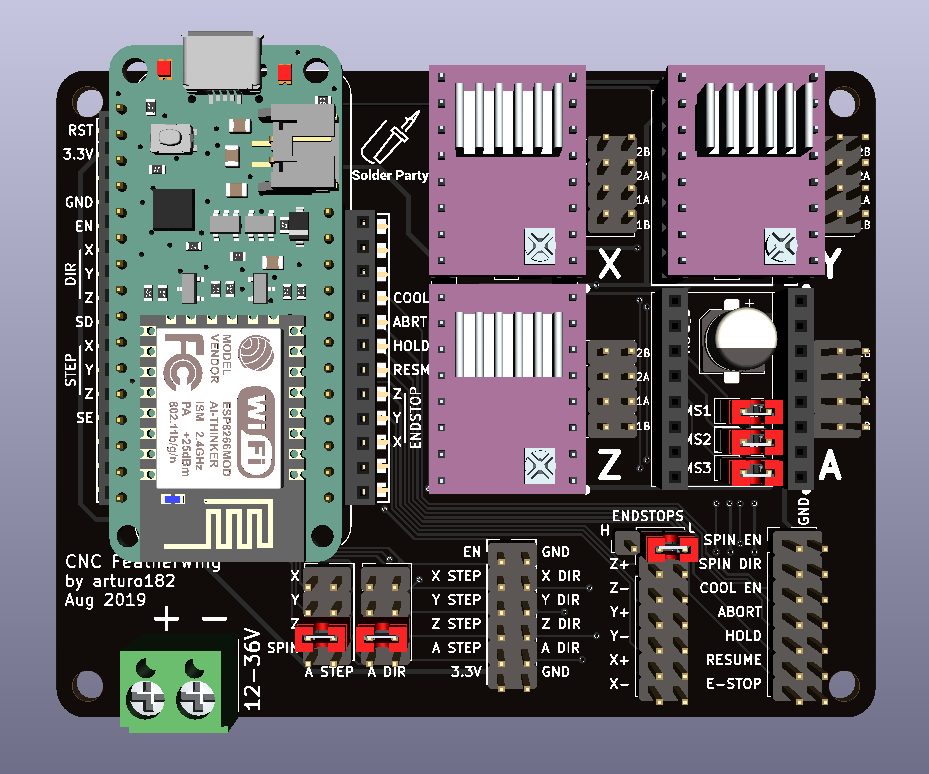 RST
3.3V
GND
EN
X
Y
Z
DIR
SD
X
Y
Z
STEP
SE
FC
MODEL
VENDOR
ESP8266MOD
AI-THINKER
ISM 2.4GHz
PA +25dBm
802.11b/g/n
WiFi
Solder Party
COOL
ABRT
HOLD
RESM
Z
Y
X
ENDSTOP
2B
2A
1A
1B
X
2B
2A
1A
1B
Y
2B
2A
1A
1B
Z
+
MS1
MS2
MS3
A
GND
CNC Featherwing
by arturo182
Aug 2019
+ -
12-36V
X
Y
Z
SPIN
A STEP
A DIR
EN GND
X STEP X DIR
Y STEP Y DIR
Z STEP Z DIR
A STEP A DIR
3.3V GND
ENDSTOPS
H L
Z+
Z-
Y+
Y-
X+
X-
SPIN EN
SPIN DIR
COOL EN
ABORT
HOLD
RESUME
E-STOP